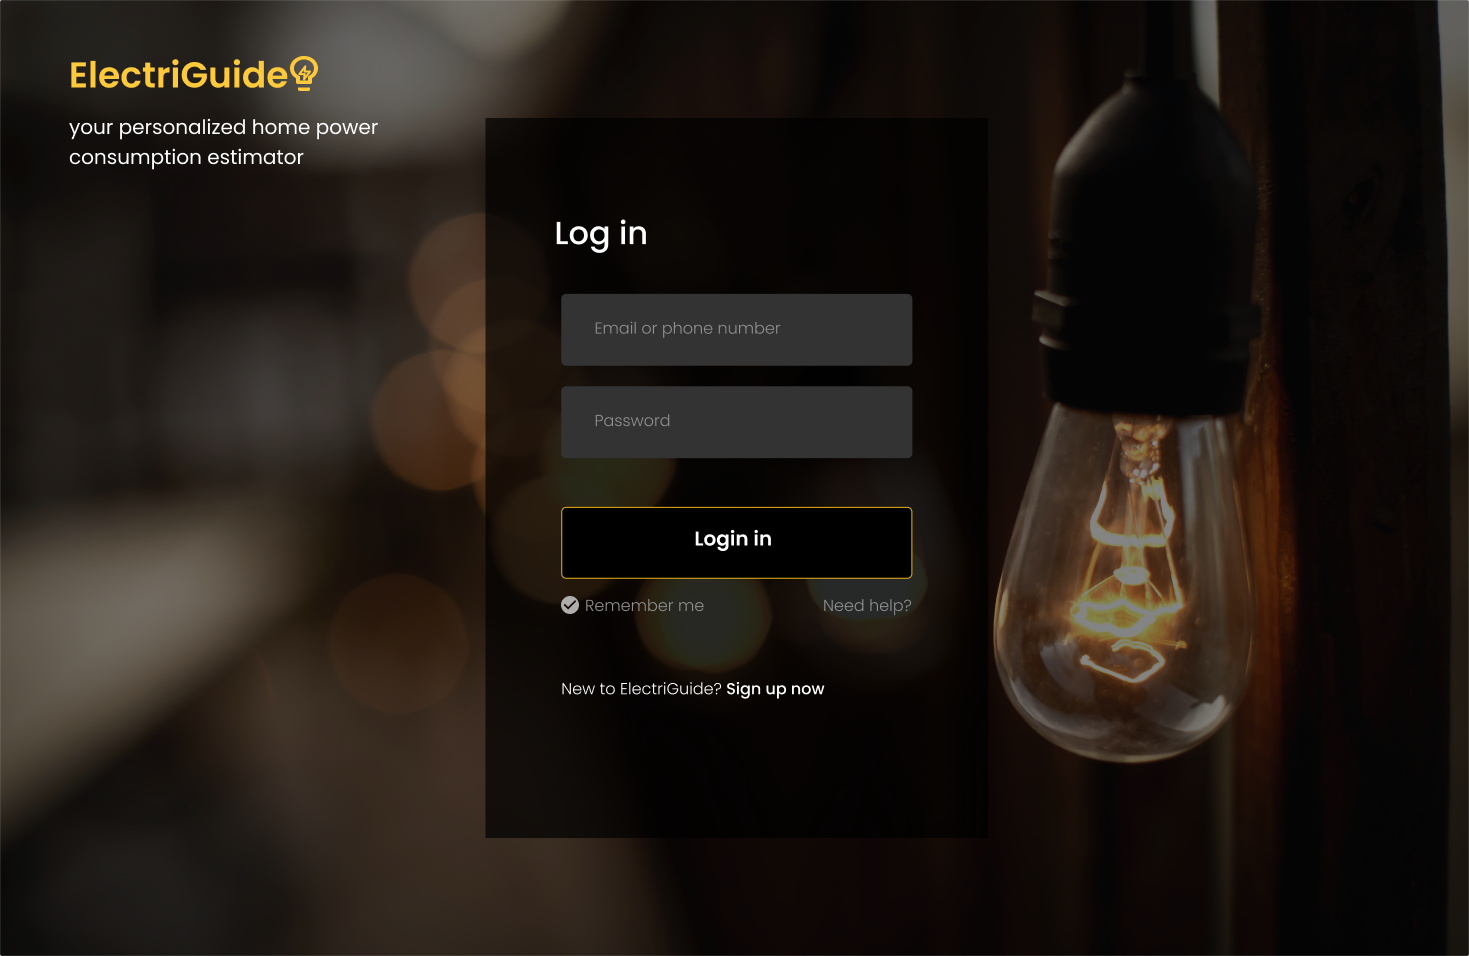 ElectriGuide
your personalized home power
consumption estimator
Log in
Email or phone number
Password
Login in
Remember me
Need help?
New to ElectriGuide? Sign up now